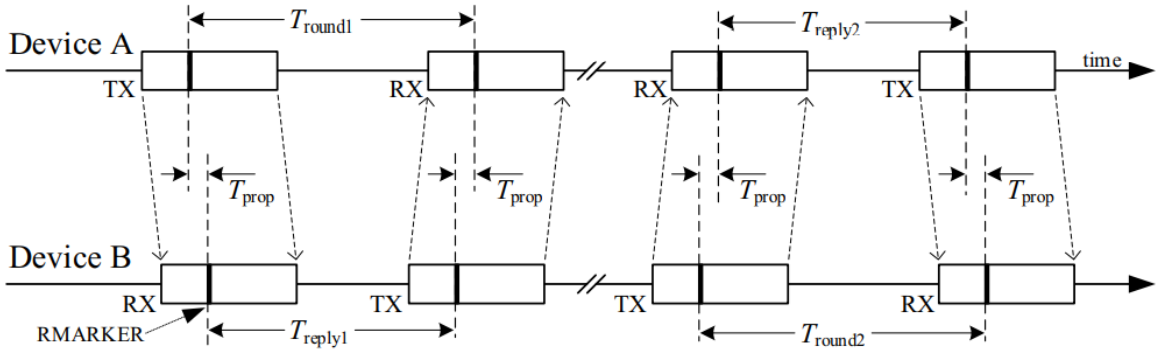 Tround1
Treply2
Device A
time
TX
RX
RX
TX
Tprop
Tprop
Tprop
Tprop
Device B
RX
TX
TX
RX
RMARKER
Treply1
Tround2